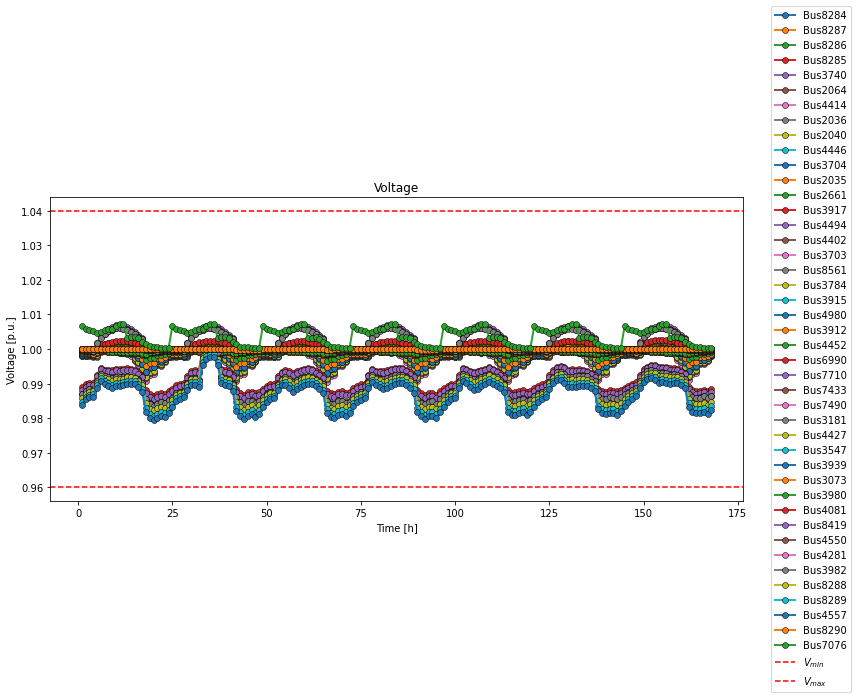 Voltage
Voltage [p.u.]
1.04
1.03
1.02
1.01
1.00
0.99
0.98
0.97
0.96
0
25
50
75
100
125
150
175
Time [h]
Bus8284
Bus8287
Bus8286
Bus8285
Bus3740
Bus2064
Bus4414
Bus2036
Bus2040
Bus4446
Bus3704
Bus2035
Bus2661
Bus3917
Bus4494
Bus4402
Bus3703
Bus8561
Bus3784
Bus3915
Bus4980
Bus3912
Bus4452
Bus6990
Bus7710
Bus7433
Bus7490
Bus3181
Bus4427
Bus3547
Bus3939
Bus3073
Bus3980
Bus4081
Bus8419
Bus4550
Bus4281
Bus3982
Bus8288
Bus8289
Bus4557
Bus8290
Bus7076
Vmin
Vmax